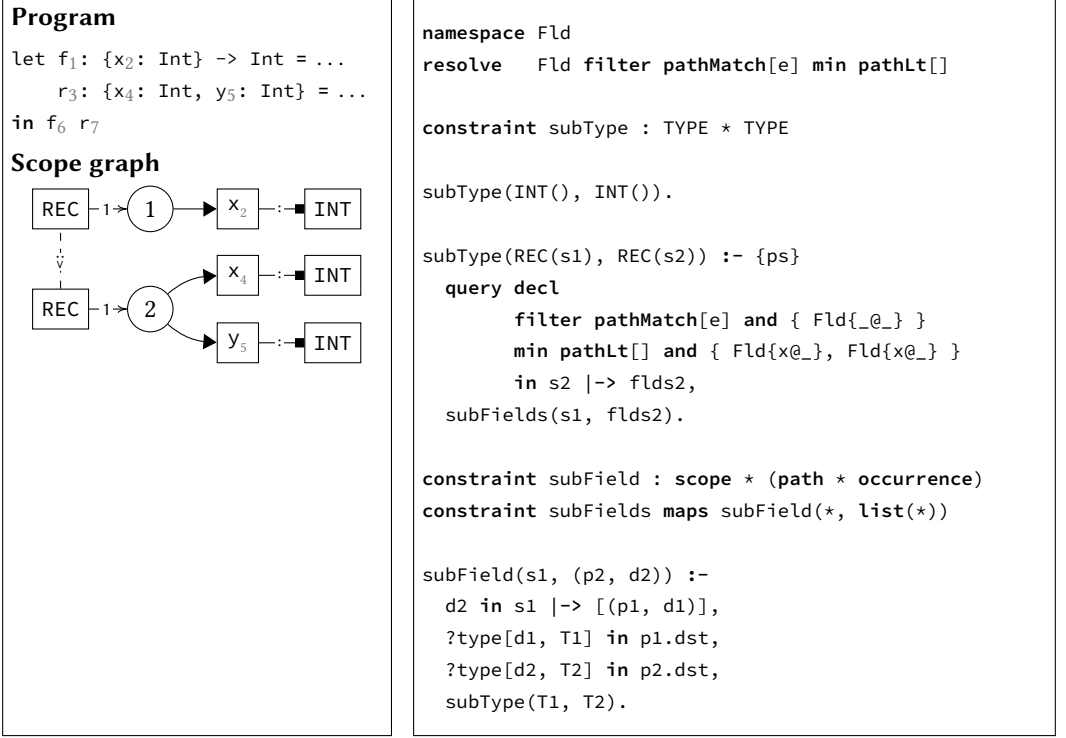 Program
let f₁: {x₂: Int} -> Int = ...
r₃: {x₄: Int, y₅: Int} = ...
in f₆ r₇
Scope graph
REC 1 1 x₂ : INT
x₄ : INT
REC 1 2
y₅ : INT
namespace Fld
resolve Fld filter pathMatch[e] min pathLt[]
constraint subType : TYPE * TYPE
subType(INT(), INT()).
subType(REC(s1), REC(s2)) :- {ps}
query decl
filter pathMatch[e] and { Fld{_@_} }
min pathLt[] and { Fld{x@_}, Fld{x@_} }
in s2 |-> flds2,
subFields(s1, flds2).
constraint subField : scope * (path * occurrence)
constraint subFields maps subField(*, list(*))
subField(s1, (p2, d2)) :-
d2 in s1 |-> [(p1, d1)],
?type[d1, T1] in p1.dst,
?type[d2, T2] in p2.dst,
subType(T1, T2).